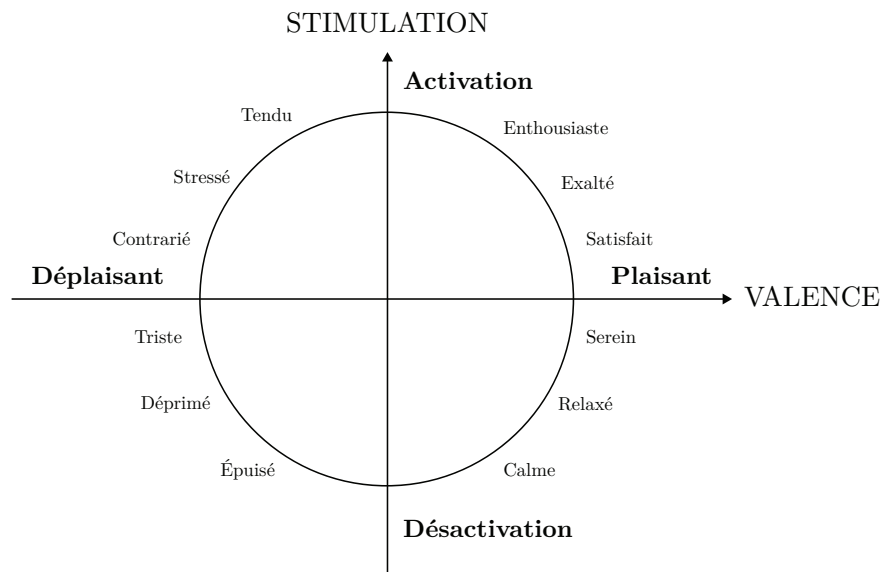 STIMULATION
Activation
Tendu
Enthousiaste
Stressé
Exalté
Contrarié
Satisfait
Déplaisant
Plaisant
VALENCE
Triste
Serein
Déprimé
Relaxé
Épuisé
Calme
Désactivation